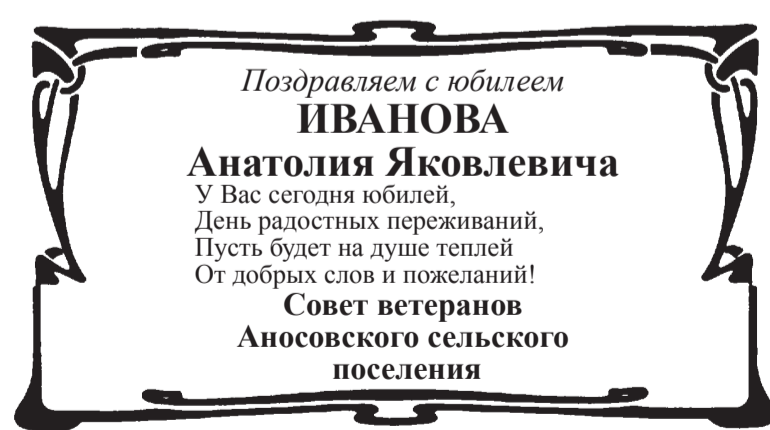 Поздравляем с юбилеем
ИВАНОВА
Анатолия Яковлевича
У Вас сегодня юбилей,
День радостных переживаний,
Пусть будет на душе теплей
От добрых слов и пожеланий!
Совет ветеранов
Аносовского сельского
поселения